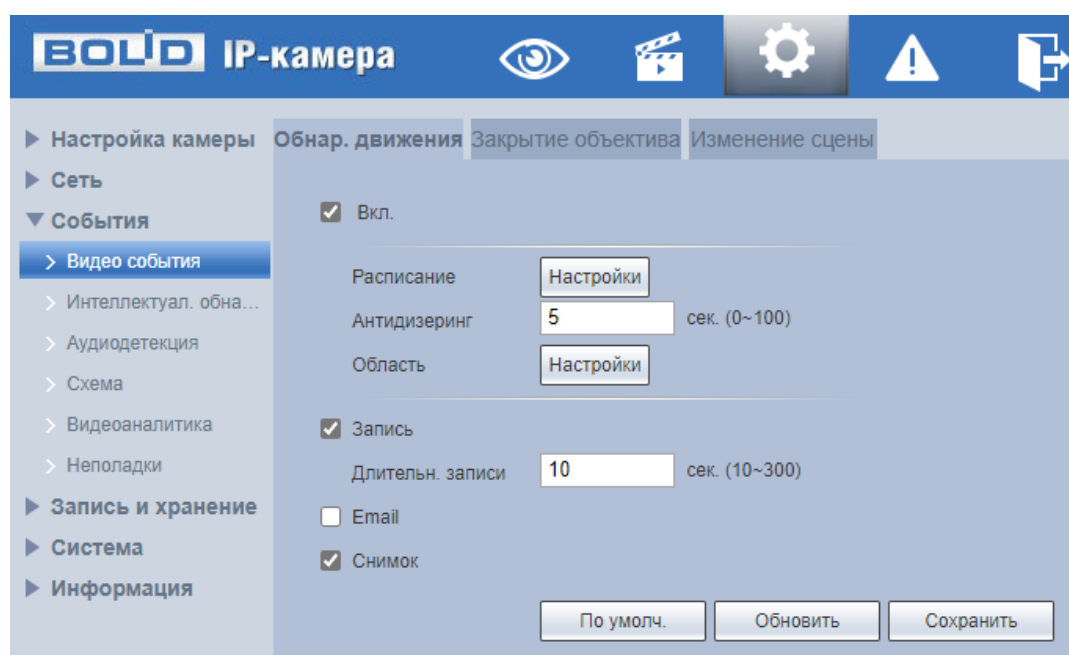 BOLID IP-камера
Настройка камеры
Сеть
События
Видео события
Интеллектуал. обна...
Аудиодетекция
Схема
Видеоаналитика
Неполадки
Запись и хранение
Система
Информация
Обнар. движения Закрытие объектива Изменение сцены
Вкл.
Расписание Настройки
Антидизеринг 5 сек. (0~100)
Область Настройки
Запись
Длительн. записи 10 сек. (10~300)
Email
Снимок
По умолч. Обновить Сохранить